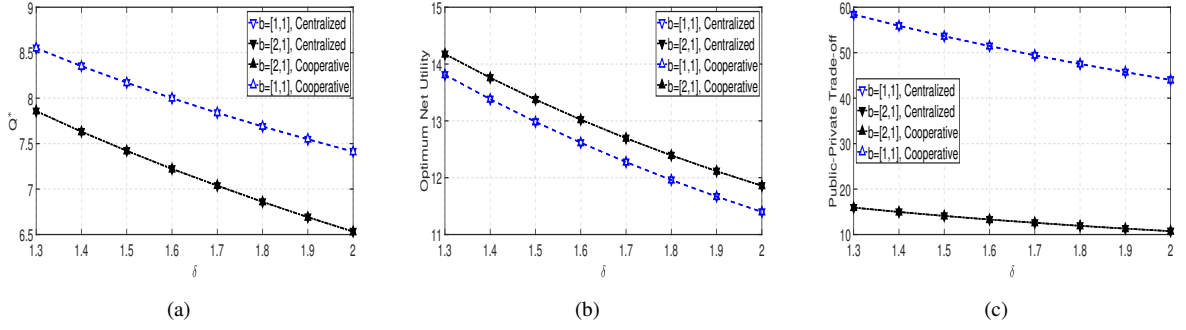 9
8.5
8
7.5
7
6.5
Q*
b=[1,1], Centralized
b=[2,1], Centralized
b=[2,1], Cooperative
b=[1,1], Cooperative
1.3 1.4 1.5 1.6 1.7 1.8 1.9 2
δ
(a)
15
14
13
12
11
Optimum Net Utility
b=[1,1], Centralized
b=[2,1], Centralized
b=[1,1], Cooperative
b=[2,1], Cooperative
1.3 1.4 1.5 1.6 1.7 1.8 1.9 2
δ
(b)
60
50
40
30
20
10
Public-Private Trade-off
b=[1,1], Centralized
b=[2,1], Centralized
b=[2,1], Cooperative
b=[1,1], Cooperative
1.3 1.4 1.5 1.6 1.7 1.8 1.9 2
δ
(c)